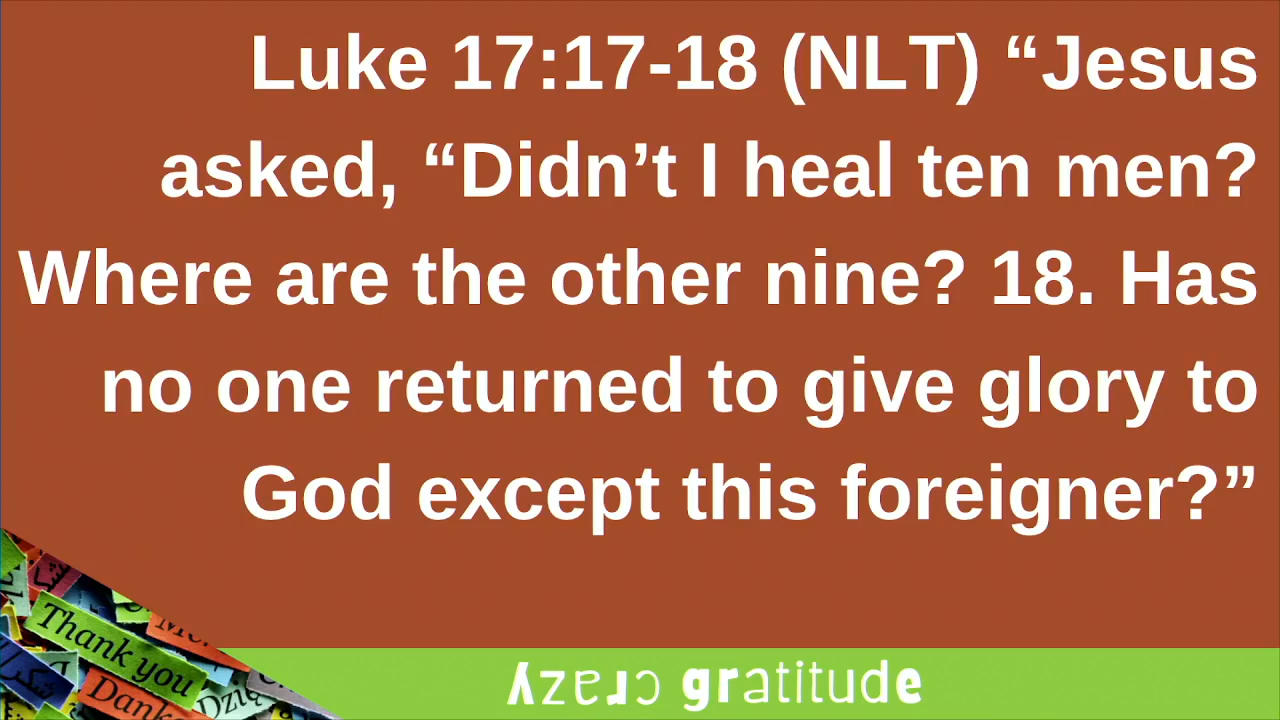 Luke 17:17-18 (NLT) “Jesus
asked, “Didn’t I heal ten men?
Where are the other nine? 18. Has
no one returned to give glory to
God except this foreigner?”
Thank you
Danke
crazy gratitude